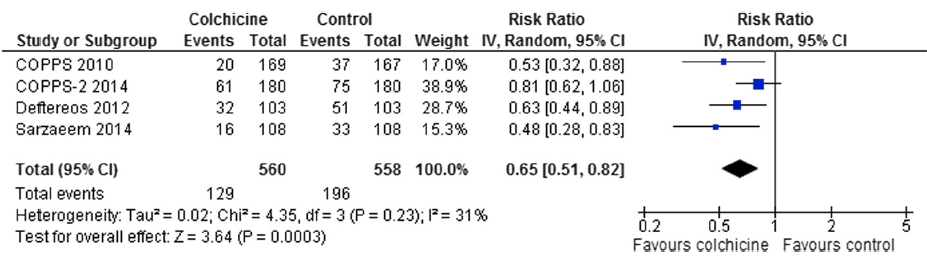 Colchicine Control Risk Ratio Risk Ratio
Study or Subgroup Events Total Events Total Weight IV, Random, 95% CI IV, Random, 95% CI
COPPS 2010 20 169 37 167 17.0% 0.53 [0.32, 0.88]
COPPS-2 2014 61 180 75 180 38.9% 0.81 [0.62, 1.06]
Deftereos 2012 32 103 51 103 28.7% 0.63 [0.44, 0.89]
Sarzaeem 2014 16 108 33 108 15.3% 0.48 [0.28, 0.83]
Total (95% CI) 560 558 100.0% 0.65 [0.51, 0.82]
Total events 129 196
Heterogeneity: Tau² = 0.02; Chi² = 4.35, df = 3 (P = 0.23); I² = 31%
Test for overall effect: Z = 3.64 (P = 0.0003)
0.2 0.5 1 2 5
Favours colchicine Favours control